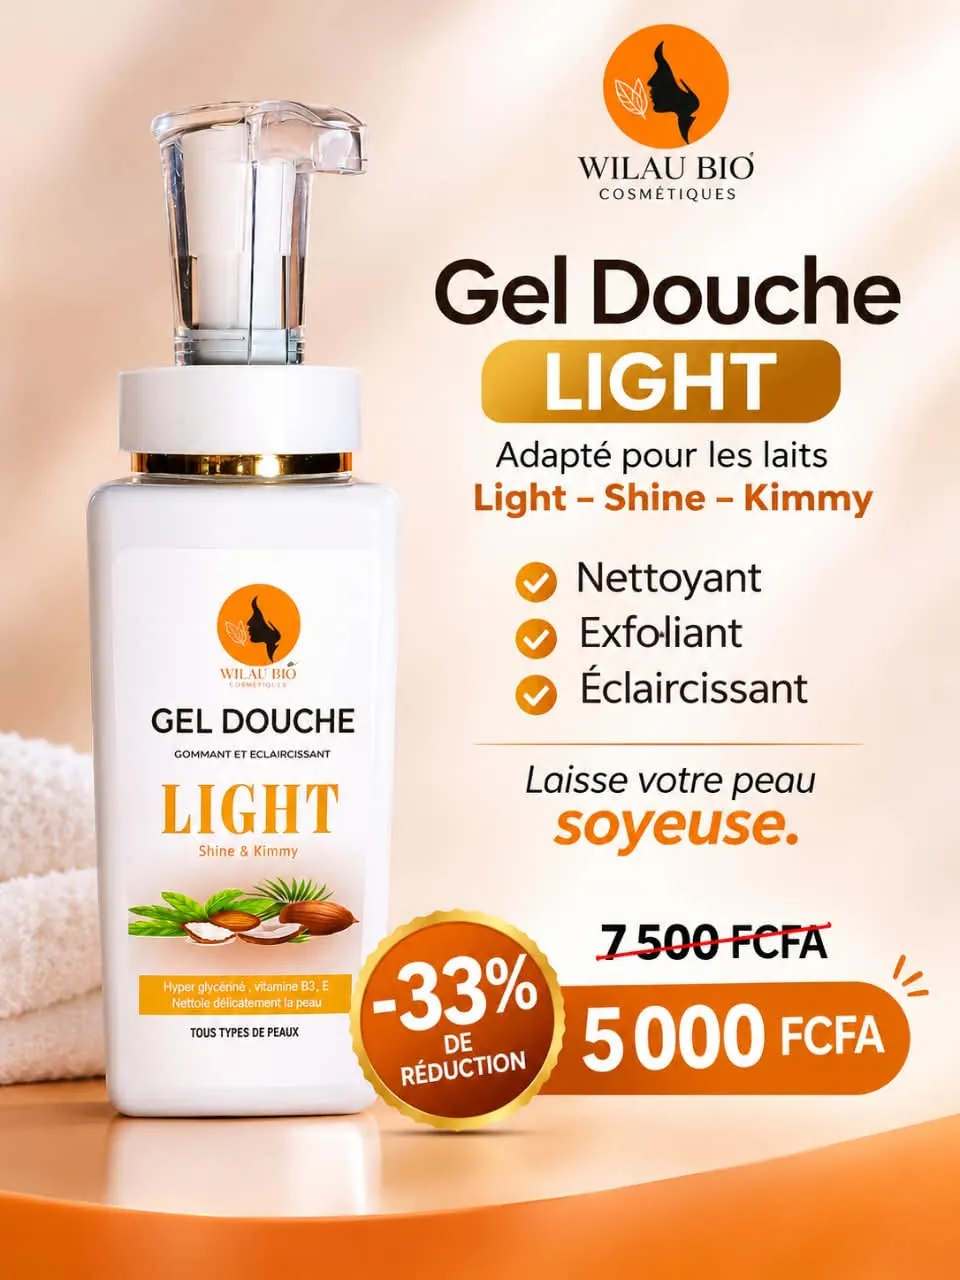 WILAU BIO
COSMÉTIQUES
Gel Douche
LIGHT
Adapté pour les laits
Light – Shine – Kimmy
Nettoyant
Exfoliant
Éclaircissant
Laisse votre peau
soyeuse.
7 500 FCFA
5 000 FCFA
-33%
DE
RÉDUCTION
WILAU BIO
COSMÉTIQUES
GEL DOUCHE
GOMMANT ET ECLAIRCISSANT
LIGHT
Shine & Kimmy
Hyper glycériné , vitamine B3, E
Nettoie délicatement la peau
TOUS TYPES DE PEAUX